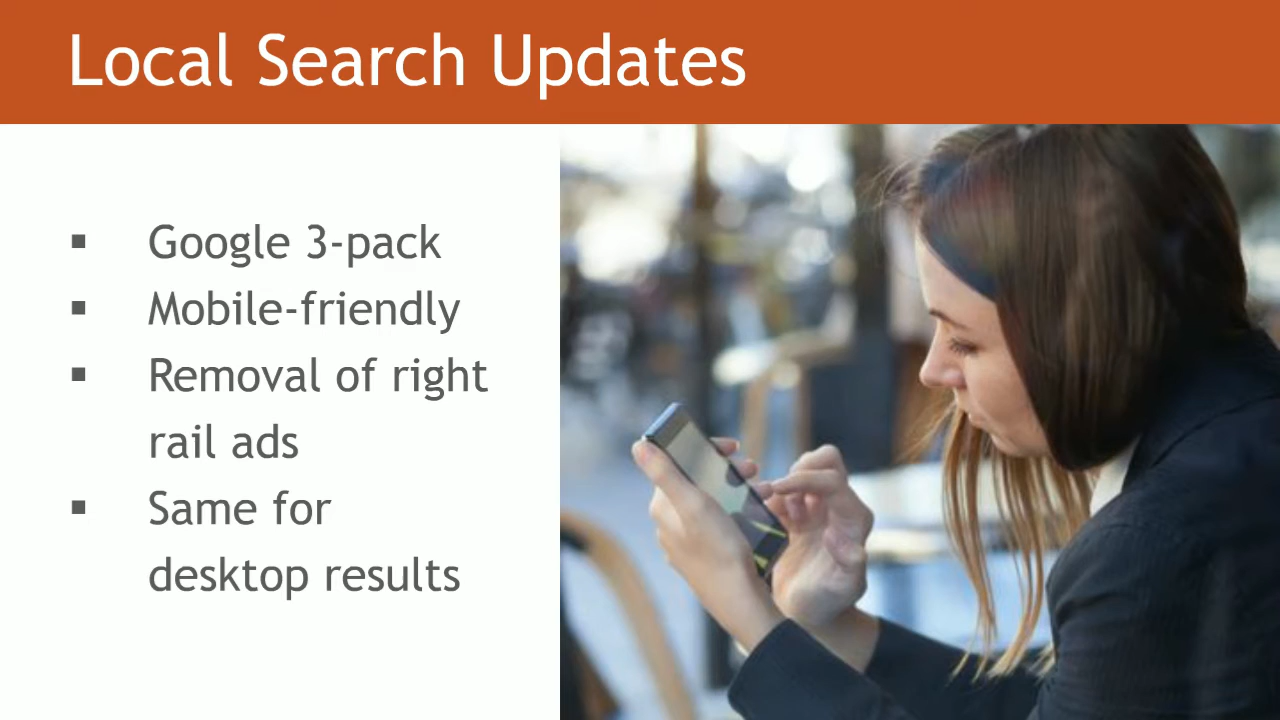 Local Search Updates
▪ Google 3-pack
▪ Mobile-friendly
▪ Removal of right
rail ads
▪ Same for
desktop results